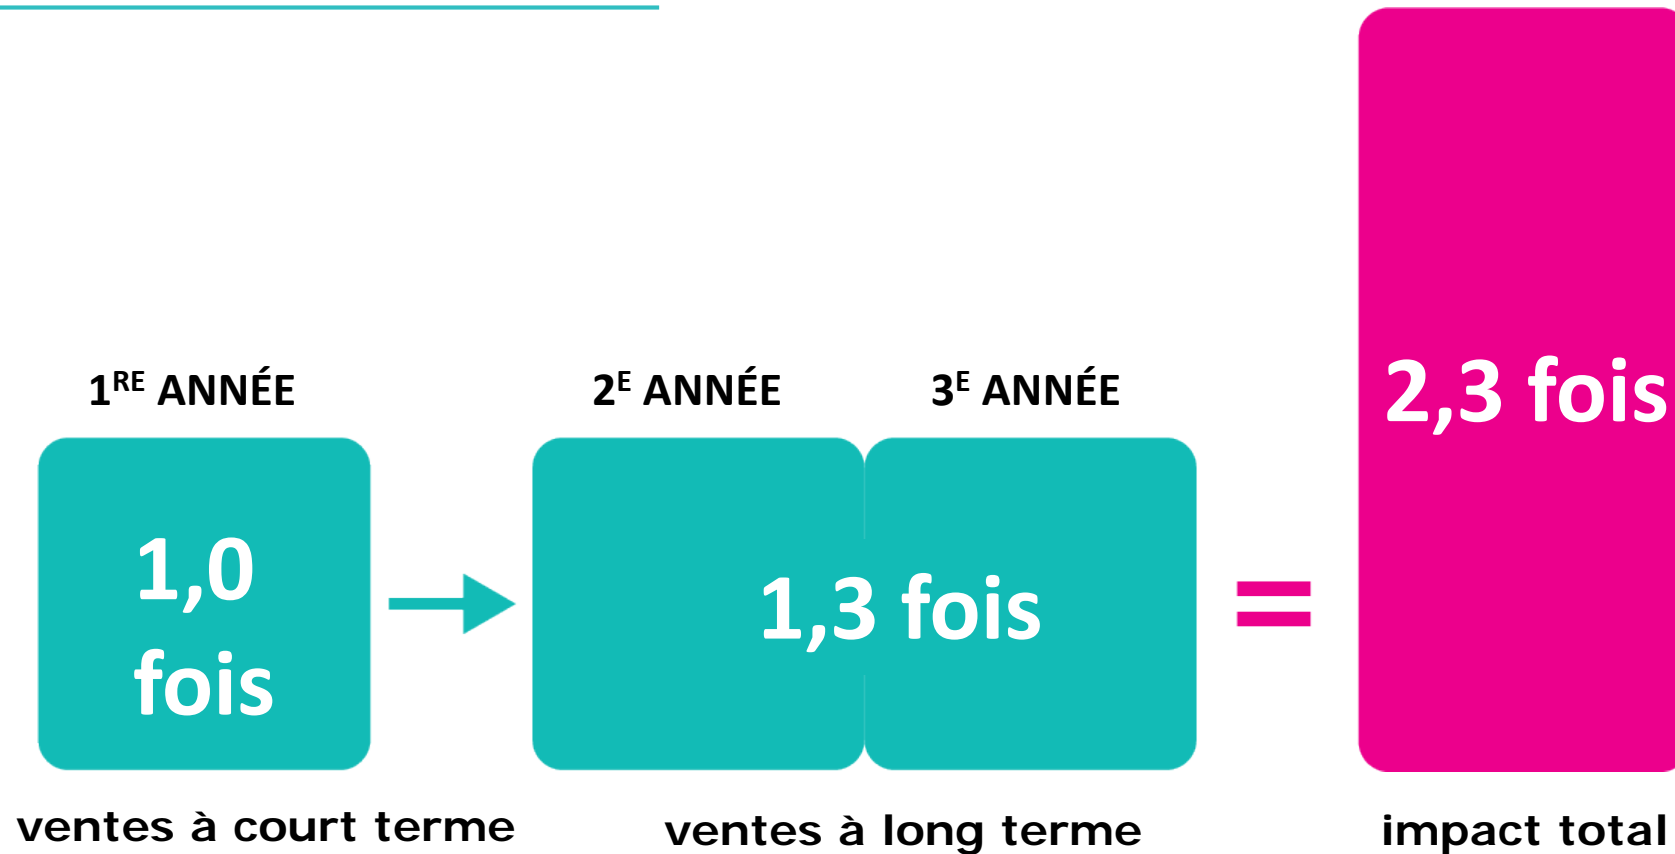 1RE ANNÉE
2E ANNÉE
3E ANNÉE
1,0
fois
1,3 fois
=
2,3 fois
ventes à court terme
ventes à long terme
impact total